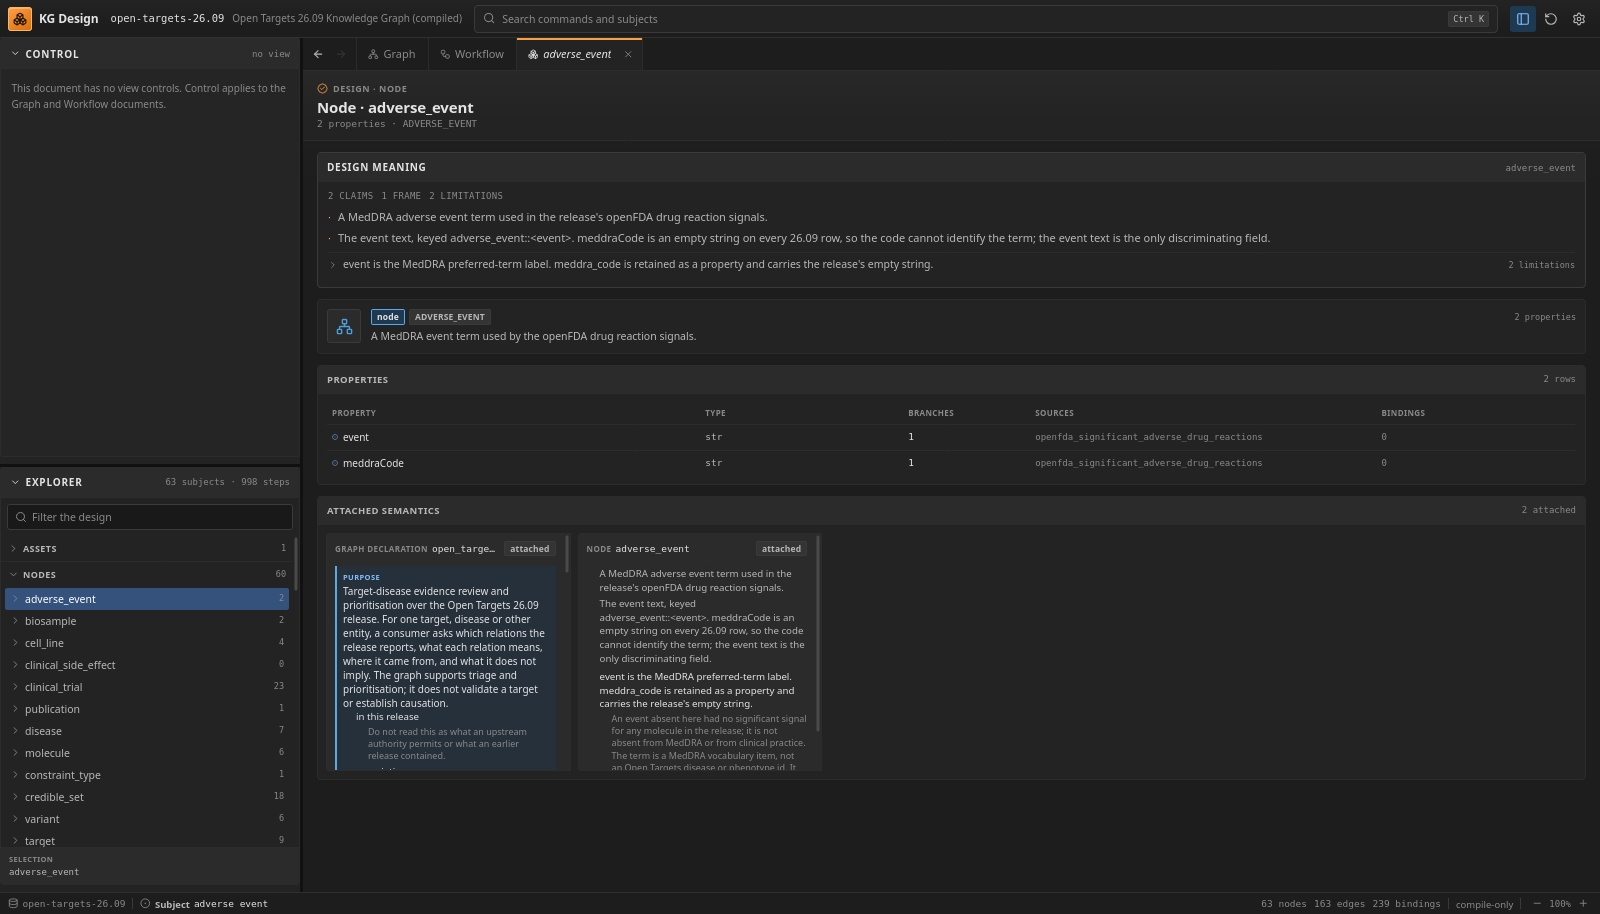 KG Design open-targets-26.09 Open Targets 26.09 Knowledge Graph (compiled) Search commands and subjects Ctrl K
CONTROL no view
This document has no view controls. Control applies to the
Graph and Workflow documents.
Graph Workflow adverse_event
DESIGN · NODE
Node · adverse_event
2 properties · ADVERSE_EVENT
DESIGN MEANING adverse_event
2 CLAIMS 1 FRAME 2 LIMITATIONS
· A MedDRA adverse event term used in the release's openFDA drug reaction signals.
· The event text, keyed adverse_event::<event>. meddraCode is an empty string on every 26.09 row, so the code cannot identify the term; the event text is the only discriminating field.
event is the MedDRA preferred-term label. meddra_code is retained as a property and carries the release's empty string. 2 limitations
node ADVERSE_EVENT 2 properties
A MedDRA event term used by the openFDA drug reaction signals.
PROPERTIES 2 rows
PROPERTY TYPE BRANCHES SOURCES BINDINGS
event str 1 openfda_significant_adverse_drug_reactions 0
meddraCode str 1 openfda_significant_adverse_drug_reactions 0
ATTACHED SEMANTICS 2 attached
GRAPH DECLARATION open_targe… attached
PURPOSE
Target-disease evidence review and
prioritisation over the Open Targets 26.09
release. For one target, disease or other
entity, a consumer asks which relations the
release reports, what each relation means,
where it came from, and what it does not
imply. The graph supports triage and
prioritisation; it does not validate a target
or establish causation.
in this release
Do not read this as what an upstream
authority permits or what an earlier
release contained.
NODE adverse_event attached
A MedDRA adverse event term used in the
release's openFDA drug reaction signals.
The event text, keyed
adverse_event::<event>. meddraCode is an
empty string on every 26.09 row, so the code
cannot identify the term; the event text is the
only discriminating field.
event is the MedDRA preferred-term label.
meddra_code is retained as a property and
carries the release's empty string.
An event absent here had no significant signal
for any molecule in the release; it is not
absent from MedDRA or from clinical practice.
The term is a MedDRA vocabulary item, not
an Open Targets disease or phenotype id. It
EXPLORER 63 subjects · 998 steps
Filter the design
ASSETS 1
NODES 60
adverse_event 2
biosample 2
cell_line 4
clinical_side_effect 0
clinical_trial 23
publication 1
disease 7
molecule 6
constraint_type 1
credible_set 18
variant 6
target 9
SELECTION
adverse_event
open-targets-26.09 Subject adverse event 63 nodes 163 edges 239 bindings compile-only 100%